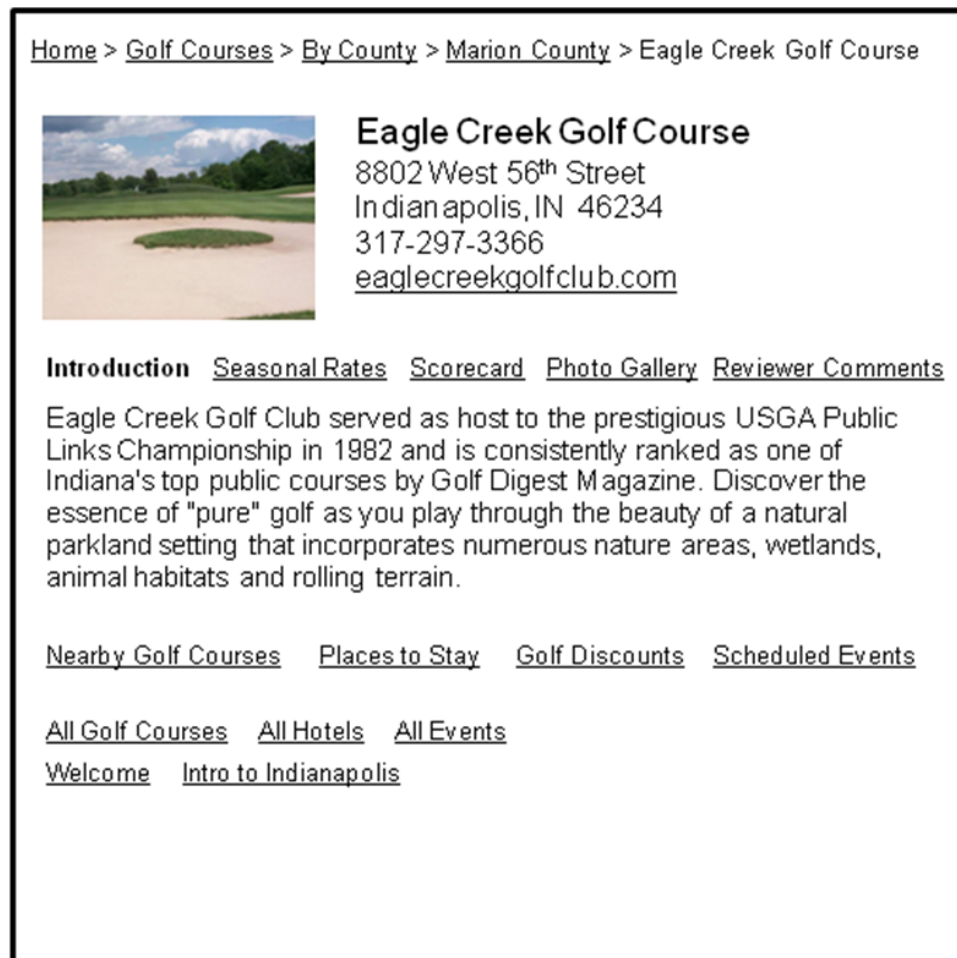 Home > Golf Courses > By County > Marion County > Eagle Creek Golf Course
Eagle Creek Golf Course
8802 West 56th Street
Indianapolis, IN 46234
317-297-3366
eaglecreekgolfclub.com
Introduction Seasonal Rates Scorecard Photo Gallery Reviewer Comments
Eagle Creek Golf Club served as host to the prestigious USGA Public
Links Championship in 1982 and is consistently ranked as one of
Indiana's top public courses by Golf Digest Magazine. Discover the
essence of "pure" golf as you play through the beauty of a natural
parkland setting that incorporates numerous nature areas, wetlands,
animal habitats and rolling terrain.
Nearby Golf Courses Places to Stay Golf Discounts Scheduled Events
All Golf Courses All Hotels All Events
Welcome Intro to Indianapolis